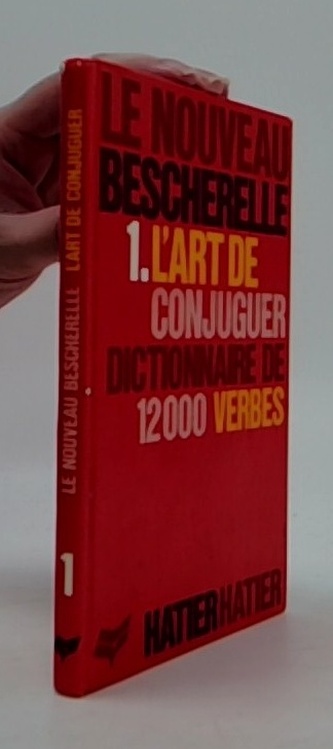 LE NOUVEAU
BESCHERELLE
1. L'ART DE
CONJUGUER
DICTIONNAIRE DE
12000 VERBES
HATIER HATIER
LE NOUVEAU BESCHERELLE L'ART DE CONJUGUER
1